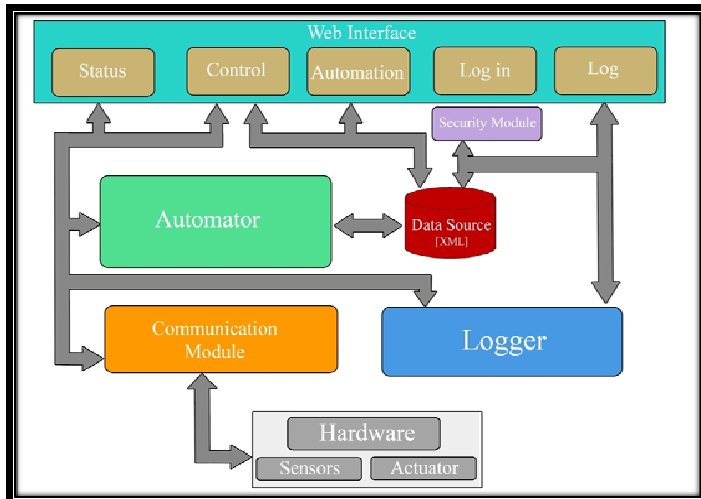 Web Interface
Status
Control
Automation
Log in
Log
Security Module
Automator
Data Source
[XML]
Communication
Module
Logger
Hardware
Sensors
Actuator